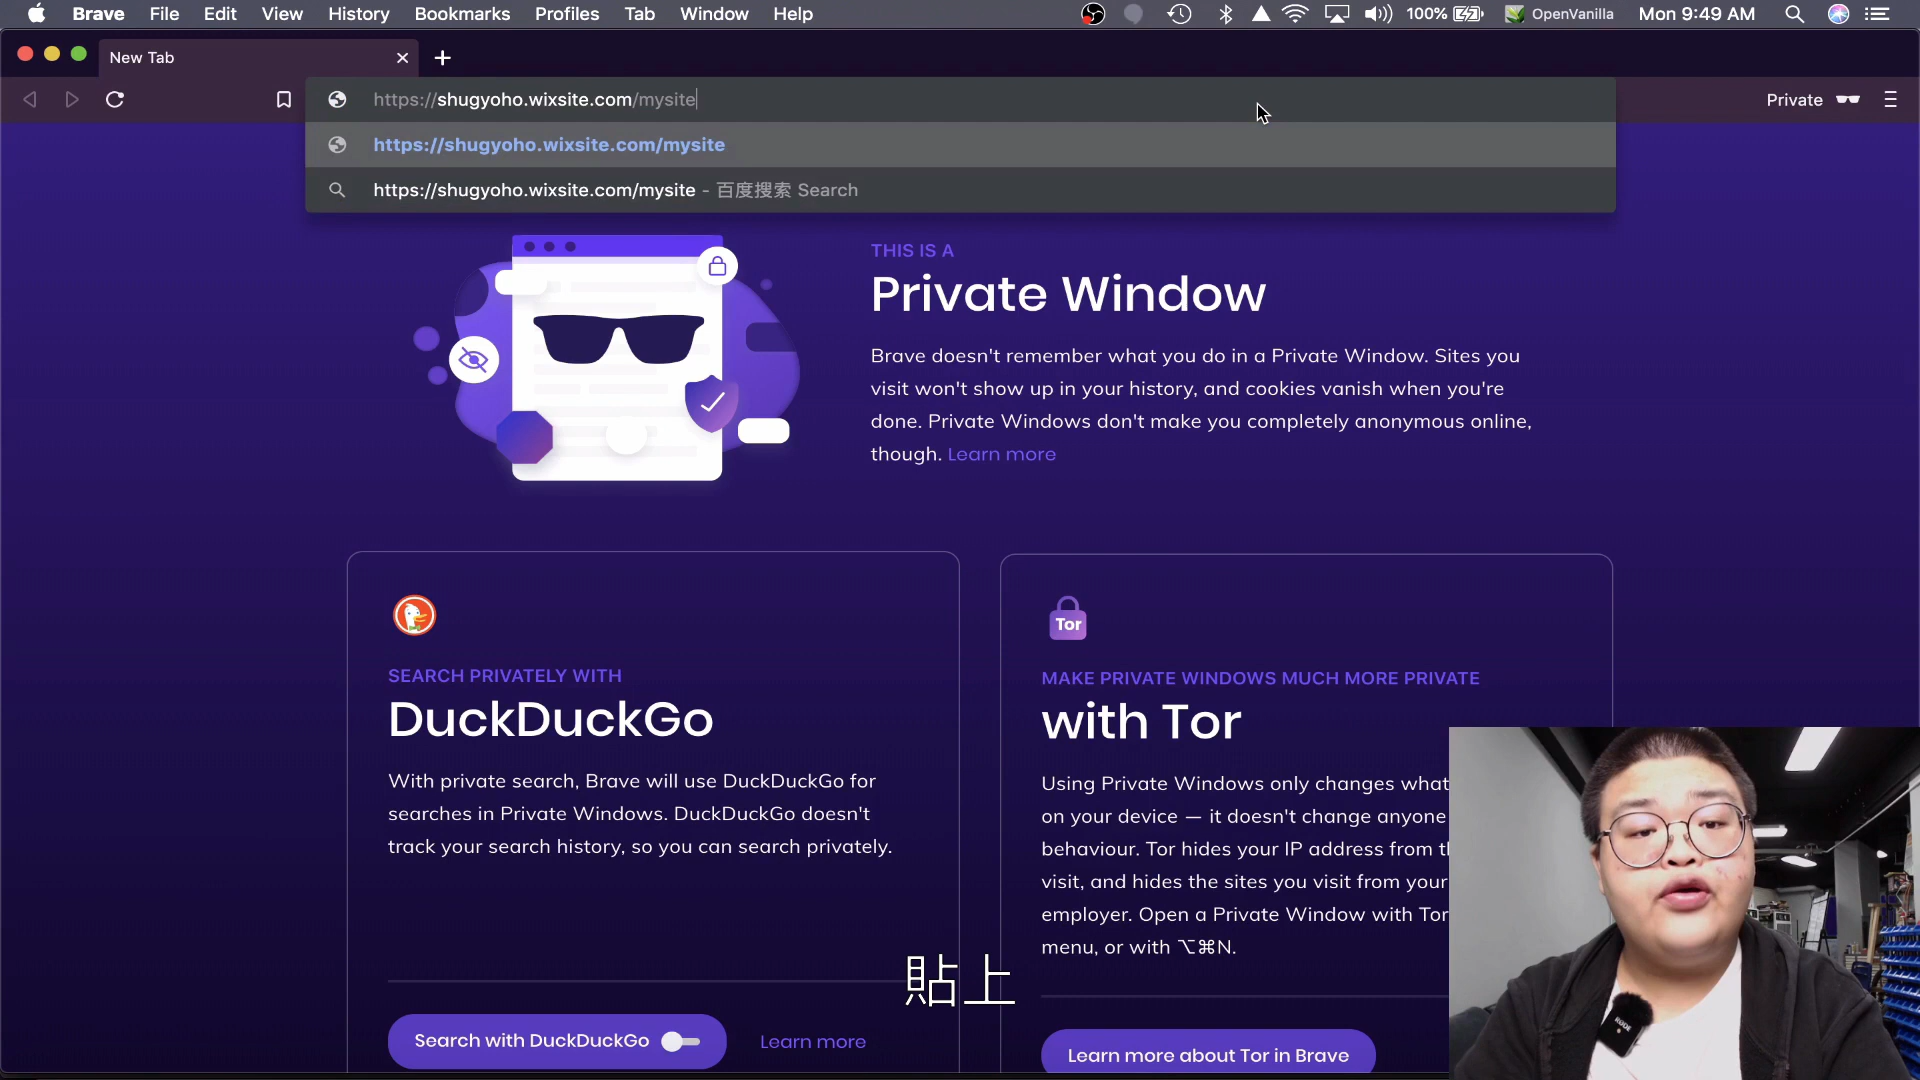 Brave File Edit View History Bookmarks Profiles Tab Window Help 100% OpenVanilla Mon 9:49 AM
New Tab
https://shugyoho.wixsite.com/mysite
Private
https://shugyoho.wixsite.com/mysite
https://shugyoho.wixsite.com/mysite - 百度搜索 Search
THIS IS A
Private Window
Brave doesn't remember what you do in a Private Window. Sites you
visit won't show up in your history, and cookies vanish when you're
done. Private Windows don't make you completely anonymous online,
though. Learn more
SEARCH PRIVATELY WITH
DuckDuckGo
With private search, Brave will use DuckDuckGo for
searches in Private Windows. DuckDuckGo doesn't
track your search history, so you can search privately.
Search with DuckDuckGo
Learn more
Tor
MAKE PRIVATE WINDOWS MUCH MORE PRIVATE
with Tor
Using Private Windows only changes what
on your device — it doesn't change anyone
behaviour. Tor hides your IP address from
visit, and hides the sites you visit from your
employer. Open a Private Window with Tor
menu, or with ⌥⌘N.
Learn more about Tor in Brave
貼上
RODE